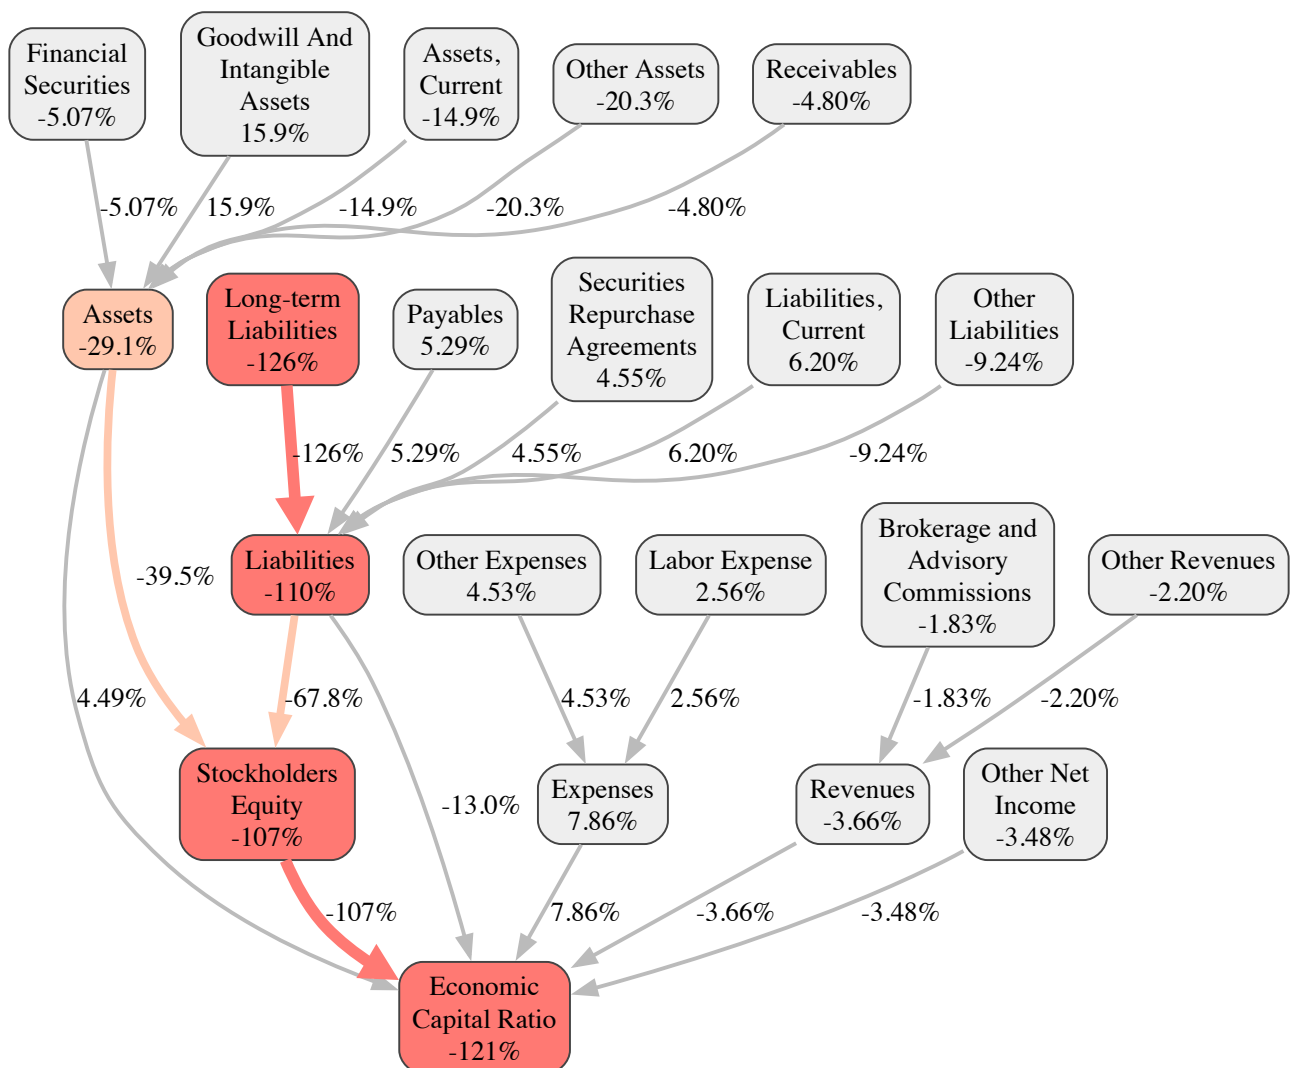 Financial
Securities
-5.07%
Goodwill And
Intangible
Assets
15.9%
Assets,
Current
-14.9%
Other Assets
-20.3%
Receivables
-4.80%
-5.07%
15.9%
-14.9%
-20.3%
-4.80%
Assets
-29.1%
Long-term
Liabilities
-126%
Payables
5.29%
Securities
Repurchase
Agreements
4.55%
Liabilities,
Current
6.20%
Other
Liabilities
-9.24%
-126%
5.29%
4.55%
6.20%
-9.24%
-39.5%
Liabilities
-110%
Other Expenses
4.53%
Labor Expense
2.56%
Brokerage and
Advisory
Commissions
-1.83%
Other Revenues
-2.20%
4.49%
-67.8%
4.53%
2.56%
-1.83%
-2.20%
Stockholders
Equity
-107%
-13.0%
Expenses
7.86%
Revenues
-3.66%
Other Net
Income
-3.48%
-107%
7.86%
-3.66%
-3.48%
Economic
Capital Ratio
-121%